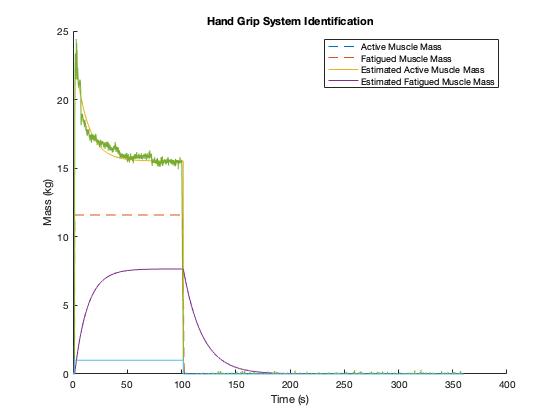 Hand Grip System Identification
Active Muscle Mass
Fatigued Muscle Mass
Estimated Active Muscle Mass
Estimated Fatigued Muscle Mass
25
20
15
10
5
0
Mass (kg)
0 50 100 150 200 250 300 350 400
Time (s)